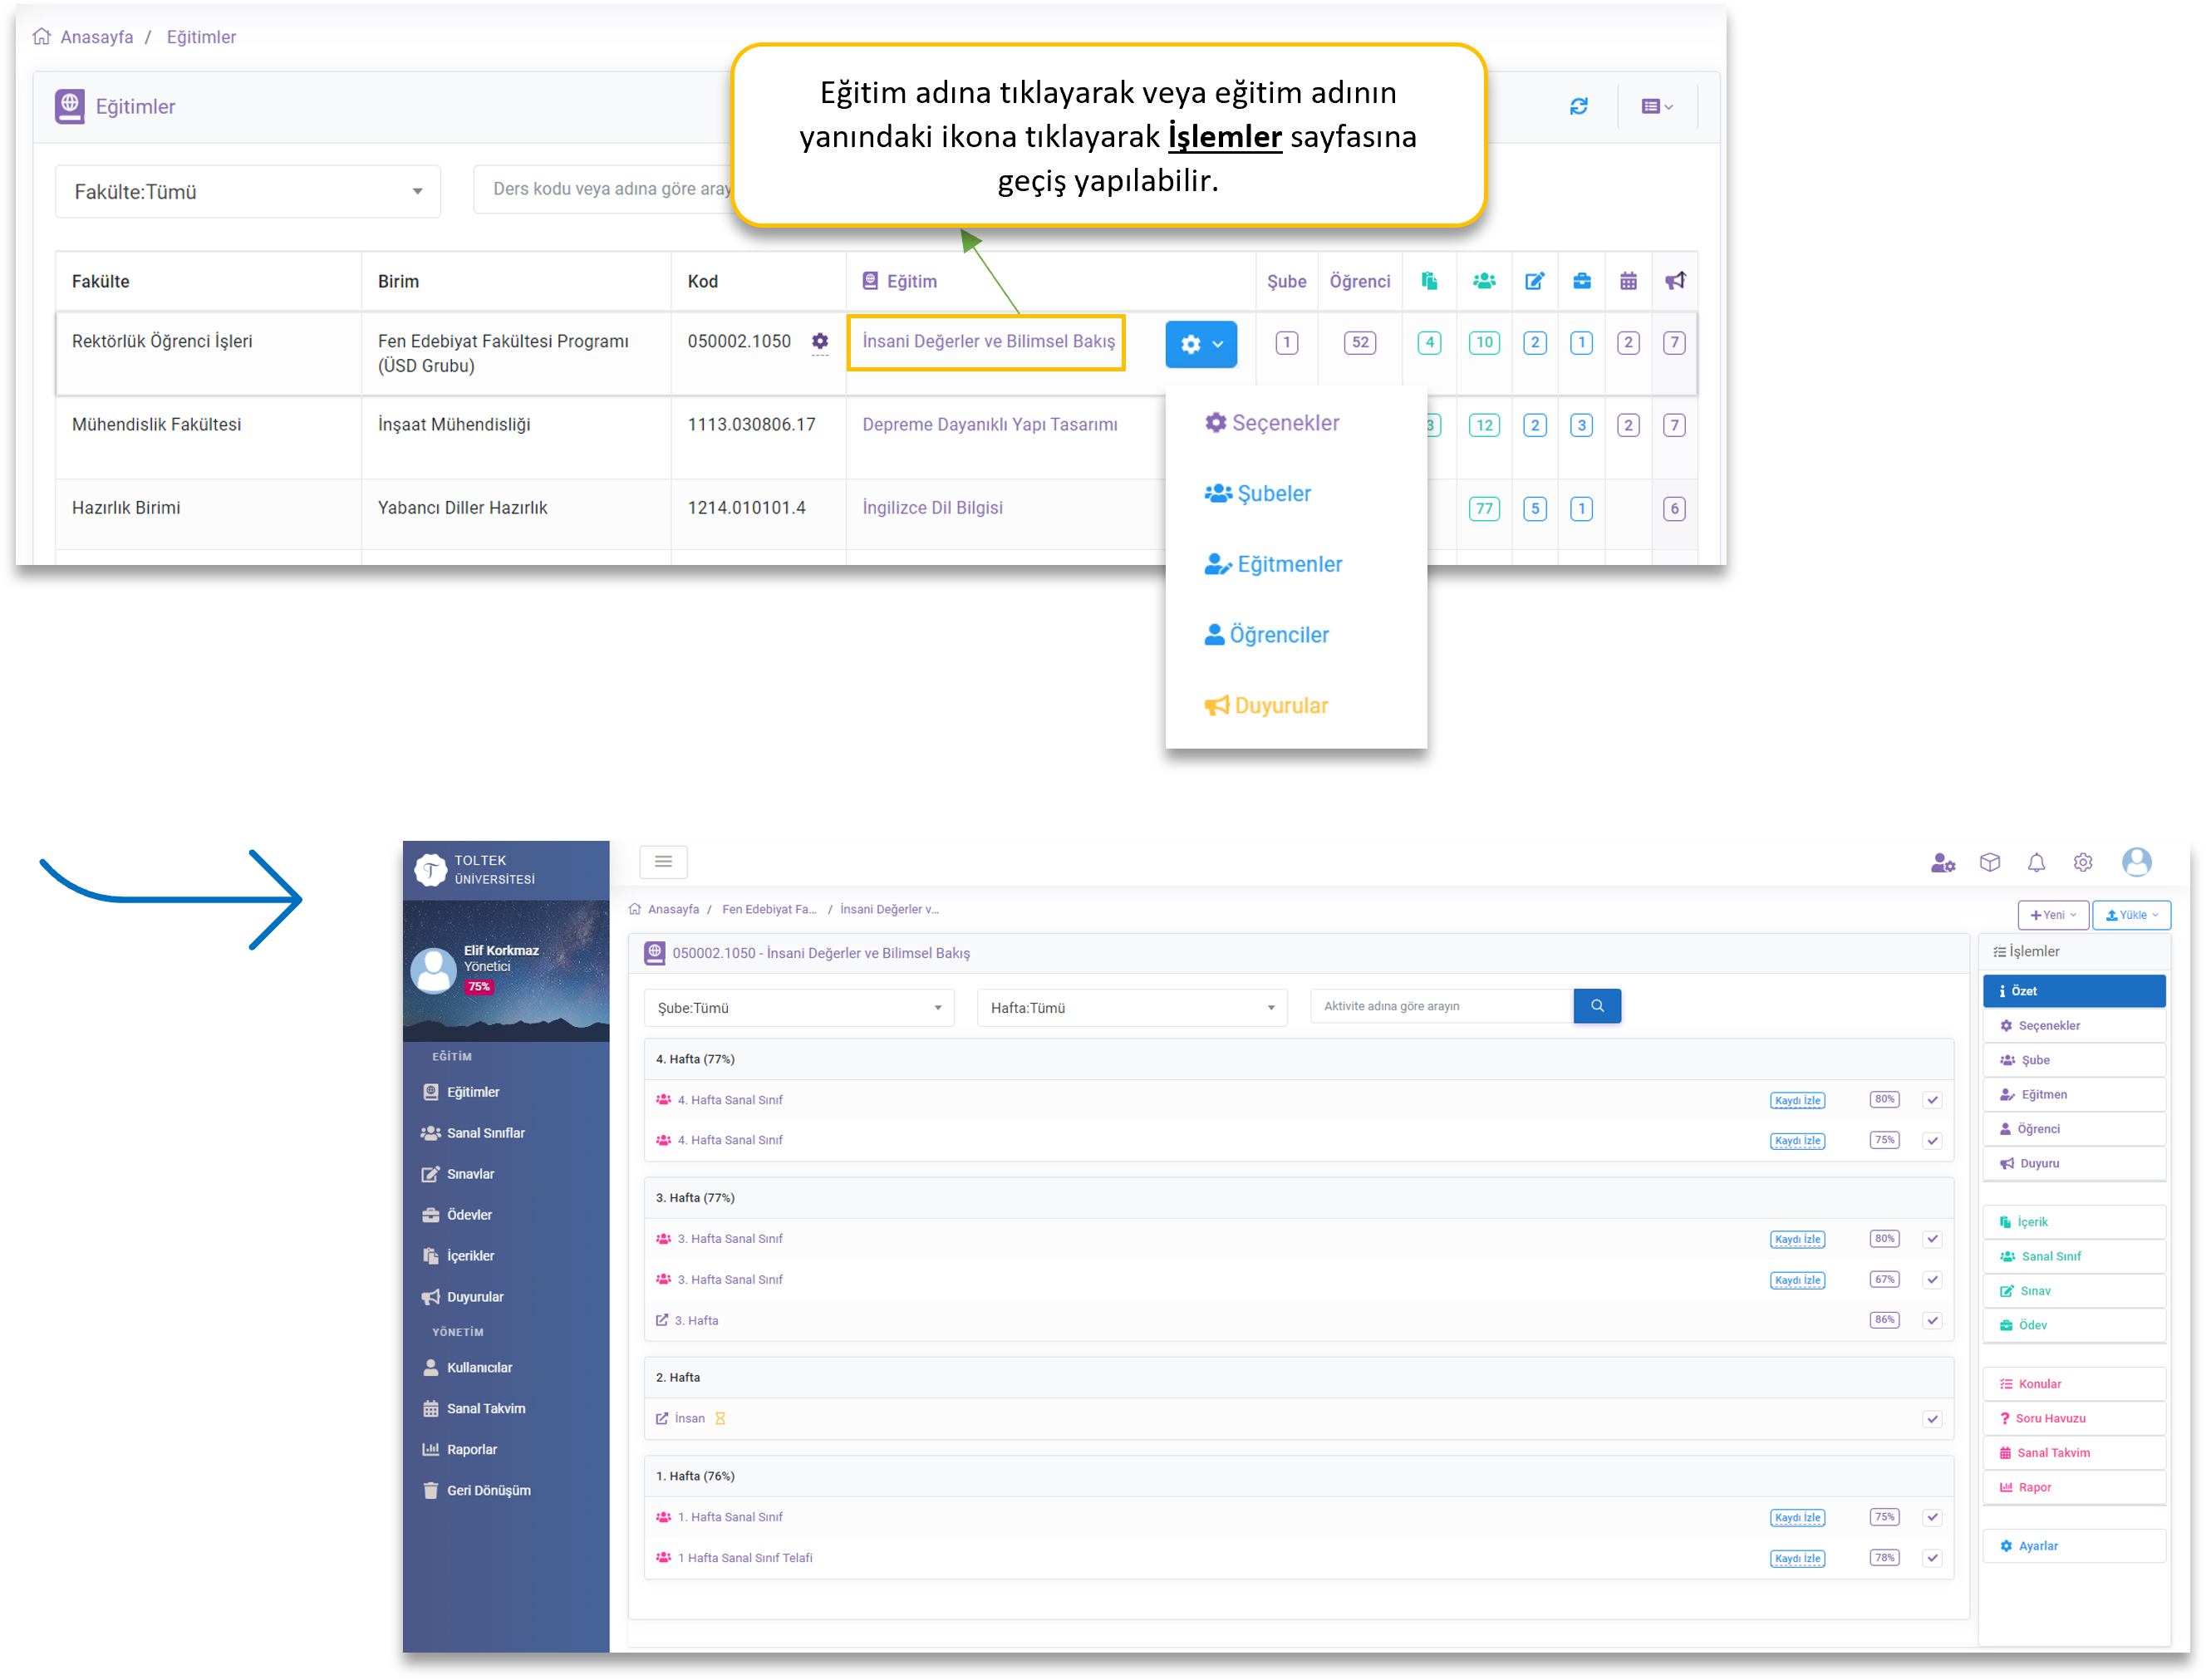 Anasayfa / Eğitimler
Eğitimler
Eğitim adına tıklayarak veya eğitim adının
yanındaki ikona tıklayarak İşlemler sayfasına
geçiş yapılabilir.
Fakülte:Tümü
Ders kodu veya adına göre
Fakülte Birim Kod Eğitim Şube Öğrenci
Rektörlük Öğrenci İşleri Fen Edebiyat Fakültesi Programı 050002.1050 İnsani Değerler ve Bilimsel Bakış 1 52 4 10 2 1 2 7
(ÜSD Grubu)
Mühendislik Fakültesi İnşaat Mühendisliği 1113.030806.17 Depreme Dayanıklı Yapı Tasarımı 3 12 2 3 2 7
Hazırlık Birimi Yabancı Diller Hazırlık 1214.010101.4 İngilizce Dil Bilgisi 77 5 1 6
Seçenekler
Şubeler
Eğitmenler
Öğrenciler
Duyurular
TOLTEK
ÜNİVERSİTESİ
Elif Korkmaz
Yönetici
75%
EĞİTİM
Eğitimler
Sanal Sınıflar
Sınavlar
Ödevler
İçerikler
Duyurular
YÖNETİM
Kullanıcılar
Sanal Takvim
Raporlar
Geri Dönüşüm
Anasayfa / Fen Edebiyat Fa... / İnsani Değerler v...
Yeni Yükle
050002.1050 - İnsani Değerler ve Bilimsel Bakış
Şube:Tümü Hafta:Tümü Aktivite adına göre arayın
4. Hafta (77%)
4. Hafta Sanal Sınıf Kaydı İzle 80%
4. Hafta Sanal Sınıf Kaydı İzle 75%
3. Hafta (77%)
3. Hafta Sanal Sınıf Kaydı İzle 80%
3. Hafta Sanal Sınıf Kaydı İzle 67%
3. Hafta 86%
2. Hafta
İnsan
1. Hafta (76%)
1. Hafta Sanal Sınıf Kaydı İzle 75%
1 Hafta Sanal Sınıf Telafi Kaydı İzle 78%
İşlemler
Özet
Seçenekler
Şube
Eğitmen
Öğrenci
Duyuru
İçerik
Sanal Sınıf
Sınav
Ödev
Konular
Soru Havuzu
Sanal Takvim
Rapor
Ayarlar